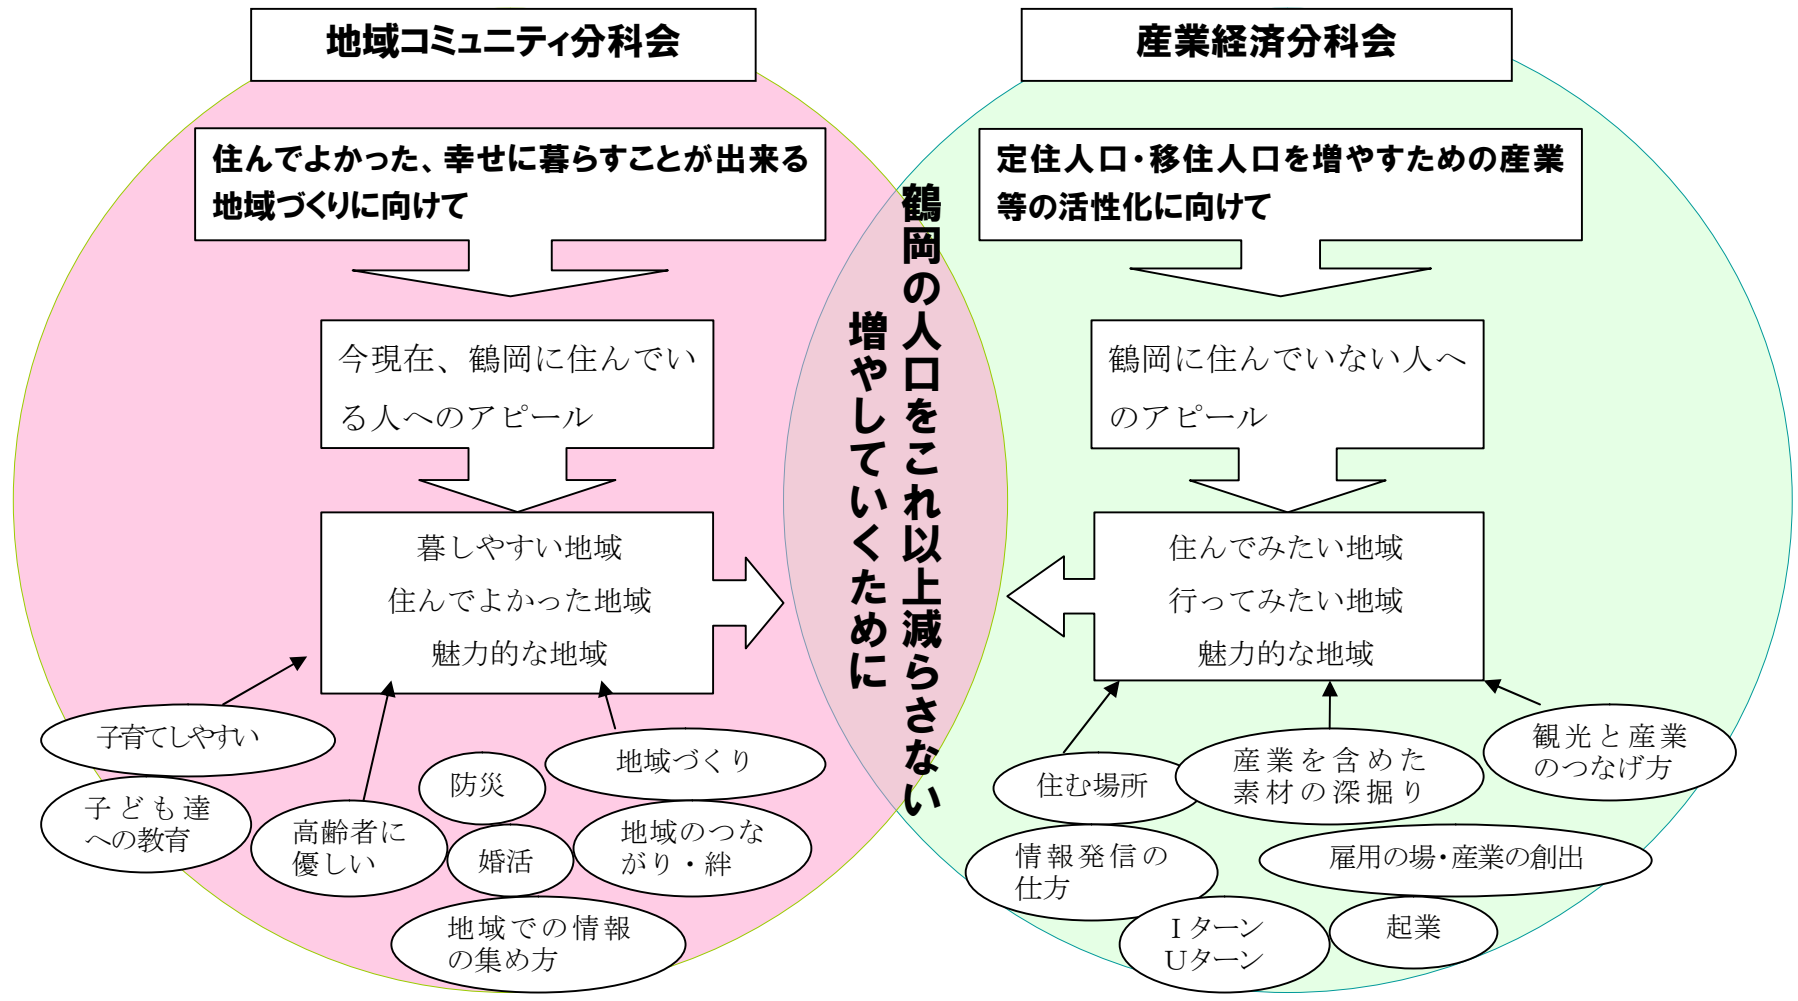 地域コミュニティ分科会
住んでよかった、幸せに暮らすことが出来る
地域づくりに向けて
今現在、鶴岡に住んでい
る人へのアピール
暮しやすい地域
住んでよかった地域
魅力的な地域
子育てしやすい
子ども達
への教育
高齢者に
優しい
防災
婚活
地域づくり
地域のつな
がり・絆
地域での情報
の集め方
鶴岡の人口をこれ以上減らさない
増やしていくために
産業経済分科会
定住人口・移住人口を増やすための産業
等の活性化に向けて
鶴岡に住んでいない人へ
のアピール
住んでみたい地域
行ってみたい地域
魅力的な地域
住む場所
産業を含めた
素材の深掘り
観光と産業
のつなげ方
情報発信の
仕方
雇用の場・産業の創出
Iターン
Uターン
起業